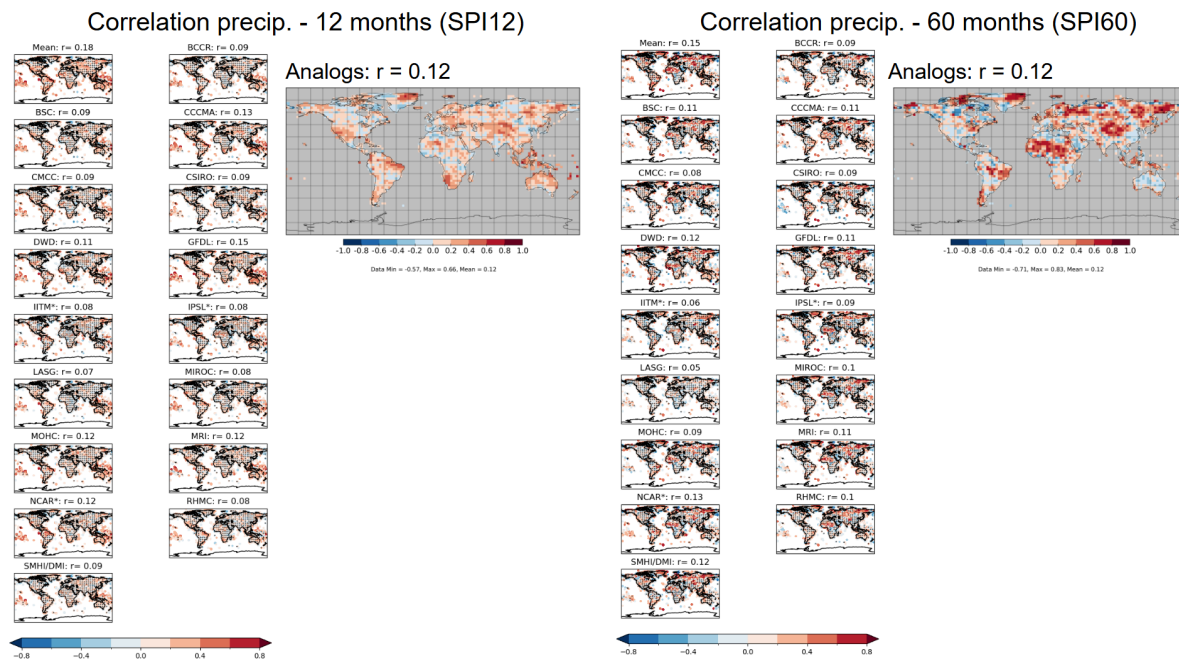 Correlation precip. - 12 months (SPI12)
Mean: r= 0.18
BCCR: r= 0.09
Analogs: r = 0.12
BSC: r= 0.09
CCCMA: r= 0.13
CMCC: r= 0.09
CSIRO: r= 0.09
DWD: r= 0.11
GFDL: r= 0.15
-1.0 -0.8 -0.6 -0.4 -0.2 0.0 0.2 0.4 0.6 0.8 1.0
Data Min = -0.57, Max = 0.66, Mean = 0.12
IITM*: r= 0.08
IPSL*: r= 0.08
LASG: r= 0.07
MIROC: r= 0.08
MOHC: r= 0.12
MRI: r= 0.12
NCAR*: r= 0.12
RHMC: r= 0.08
SMHI/DMI: r= 0.09
−0.8 −0.4 0.0 0.4 0.8
Correlation precip. - 60 months (SPI60)
Mean: r= 0.15
BCCR: r= 0.09
Analogs: r = 0.12
BSC: r= 0.11
CCCMA: r= 0.11
CMCC: r= 0.08
CSIRO: r= 0.09
DWD: r= 0.12
GFDL: r= 0.11
-1.0 -0.8 -0.6 -0.4 -0.2 0.0 0.2 0.4 0.6 0.8 1.0
Data Min = -0.71, Max = 0.83, Mean = 0.12
IITM*: r= 0.06
IPSL*: r= 0.09
LASG: r= 0.05
MIROC: r= 0.1
MOHC: r= 0.09
MRI: r= 0.11
NCAR*: r= 0.13
RHMC: r= 0.1
SMHI/DMI: r= 0.12
−0.8 −0.4 0.0 0.4 0.8